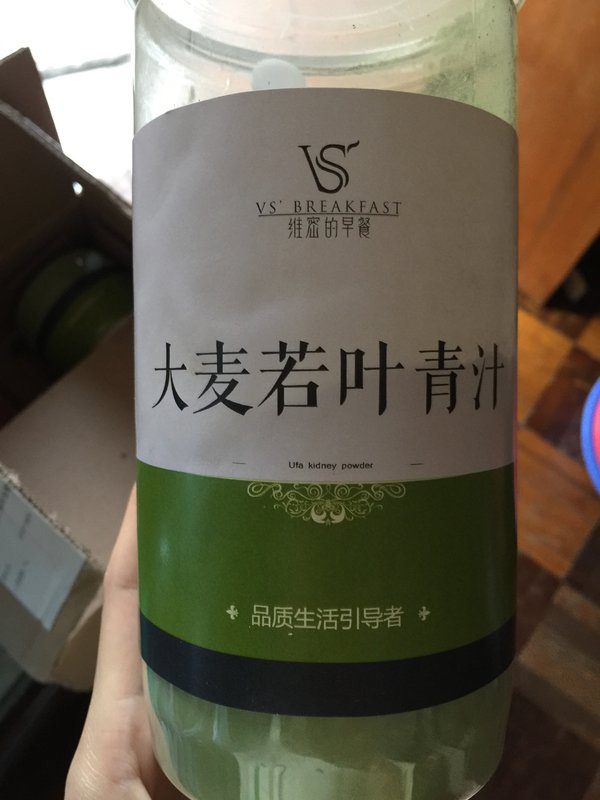 VS
VS' BREAKFAST
维密的早餐
大麦若叶青汁
Ufa kidney powder
品质生活引导者